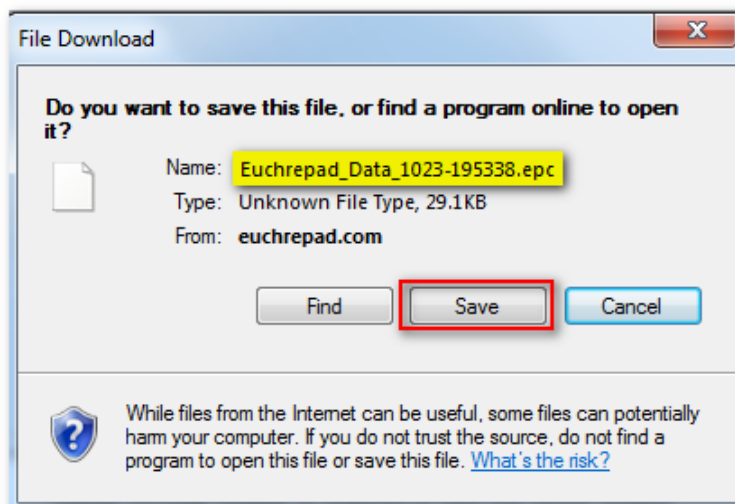 File Download
Do you want to save this file, or find a program online to open
it?
Name: Euchrepad_Data_1023-195338.epc
Type: Unknown File Type, 29.1KB
From: euchrepad.com
Find Save Cancel
While files from the Internet can be useful, some files can potentially
harm your computer. If you do not trust the source, do not find a
program to open this file or save this file. What's the risk?